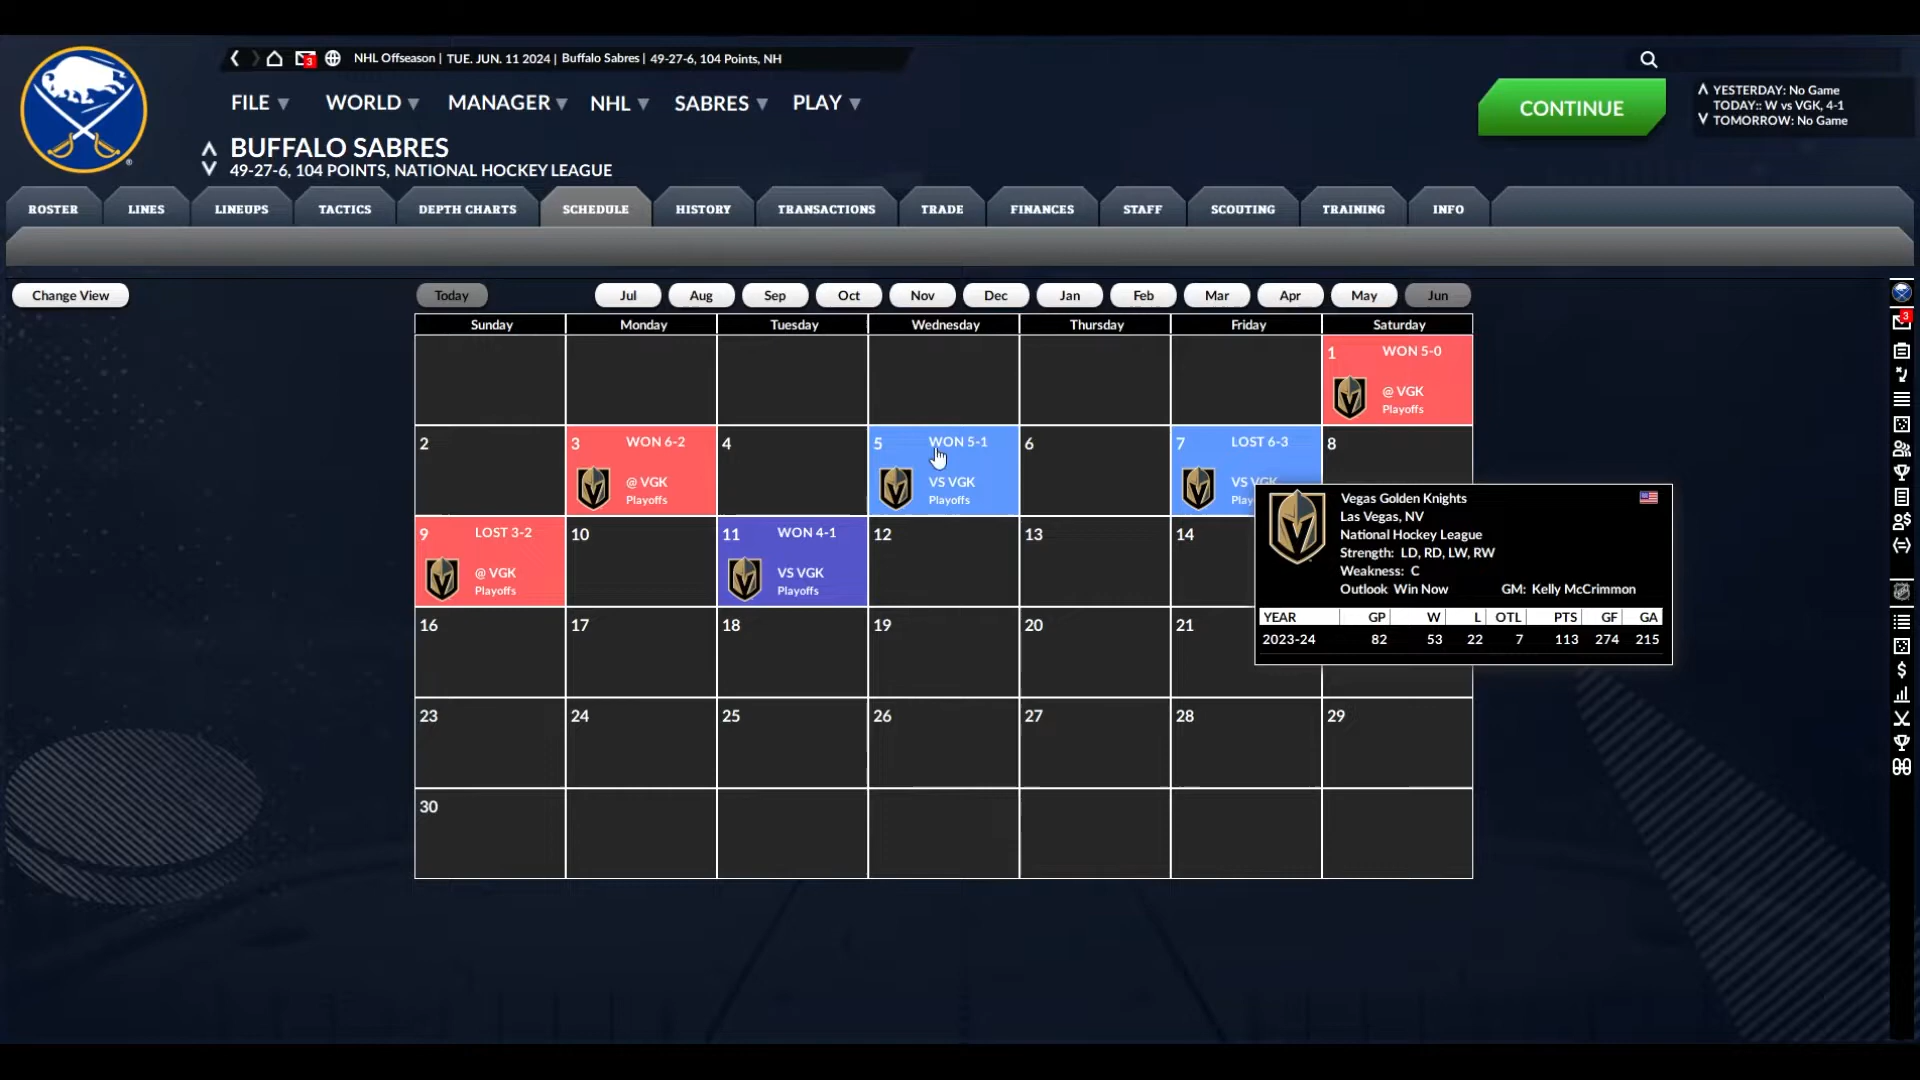 3
NHL Offseason | TUE. JUN. 11 2024 | Buffalo Sabres | 49-27-6, 104 Points, NH
FILE
WORLD
MANAGER
NHL
SABRES
PLAY
CONTINUE
YESTERDAY: No Game
TODAY:: W vs VGK, 4-1
TOMORROW: No Game
BUFFALO SABRES
49-27-6, 104 POINTS, NATIONAL HOCKEY LEAGUE
ROSTER
LINES
LINEUPS
TACTICS
DEPTH CHARTS
SCHEDULE
HISTORY
TRANSACTIONS
TRADE
FINANCES
STAFF
SCOUTING
TRAINING
INFO
Change View
Today
Jul
Aug
Sep
Oct
Nov
Dec
Jan
Feb
Mar
Apr
May
Jun
3
Sunday
Monday
Tuesday
Wednesday
Thursday
Friday
Saturday
1 WON 5-0
@ VGK
Playoffs
2
3 WON 6-2
@ VGK
Playoffs
4
5 WON 5-1
VS VGK
Playoffs
6
7 LOST 6-3
VS VGK
8
9 LOST 3-2
@ VGK
Playoffs
10
11 WON 4-1
VS VGK
Playoffs
12
13
14
Vegas Golden Knights
Las Vegas, NV
National Hockey League
Strength: LD, RD, LW, RW
Weakness: C
Outlook Win Now GM: Kelly McCrimmon
YEAR GP W L OTL PTS GF GA
2023-24 82 53 22 7 113 274 215
16
17
18
19
20
21
23
24
25
26
27
28
29
30